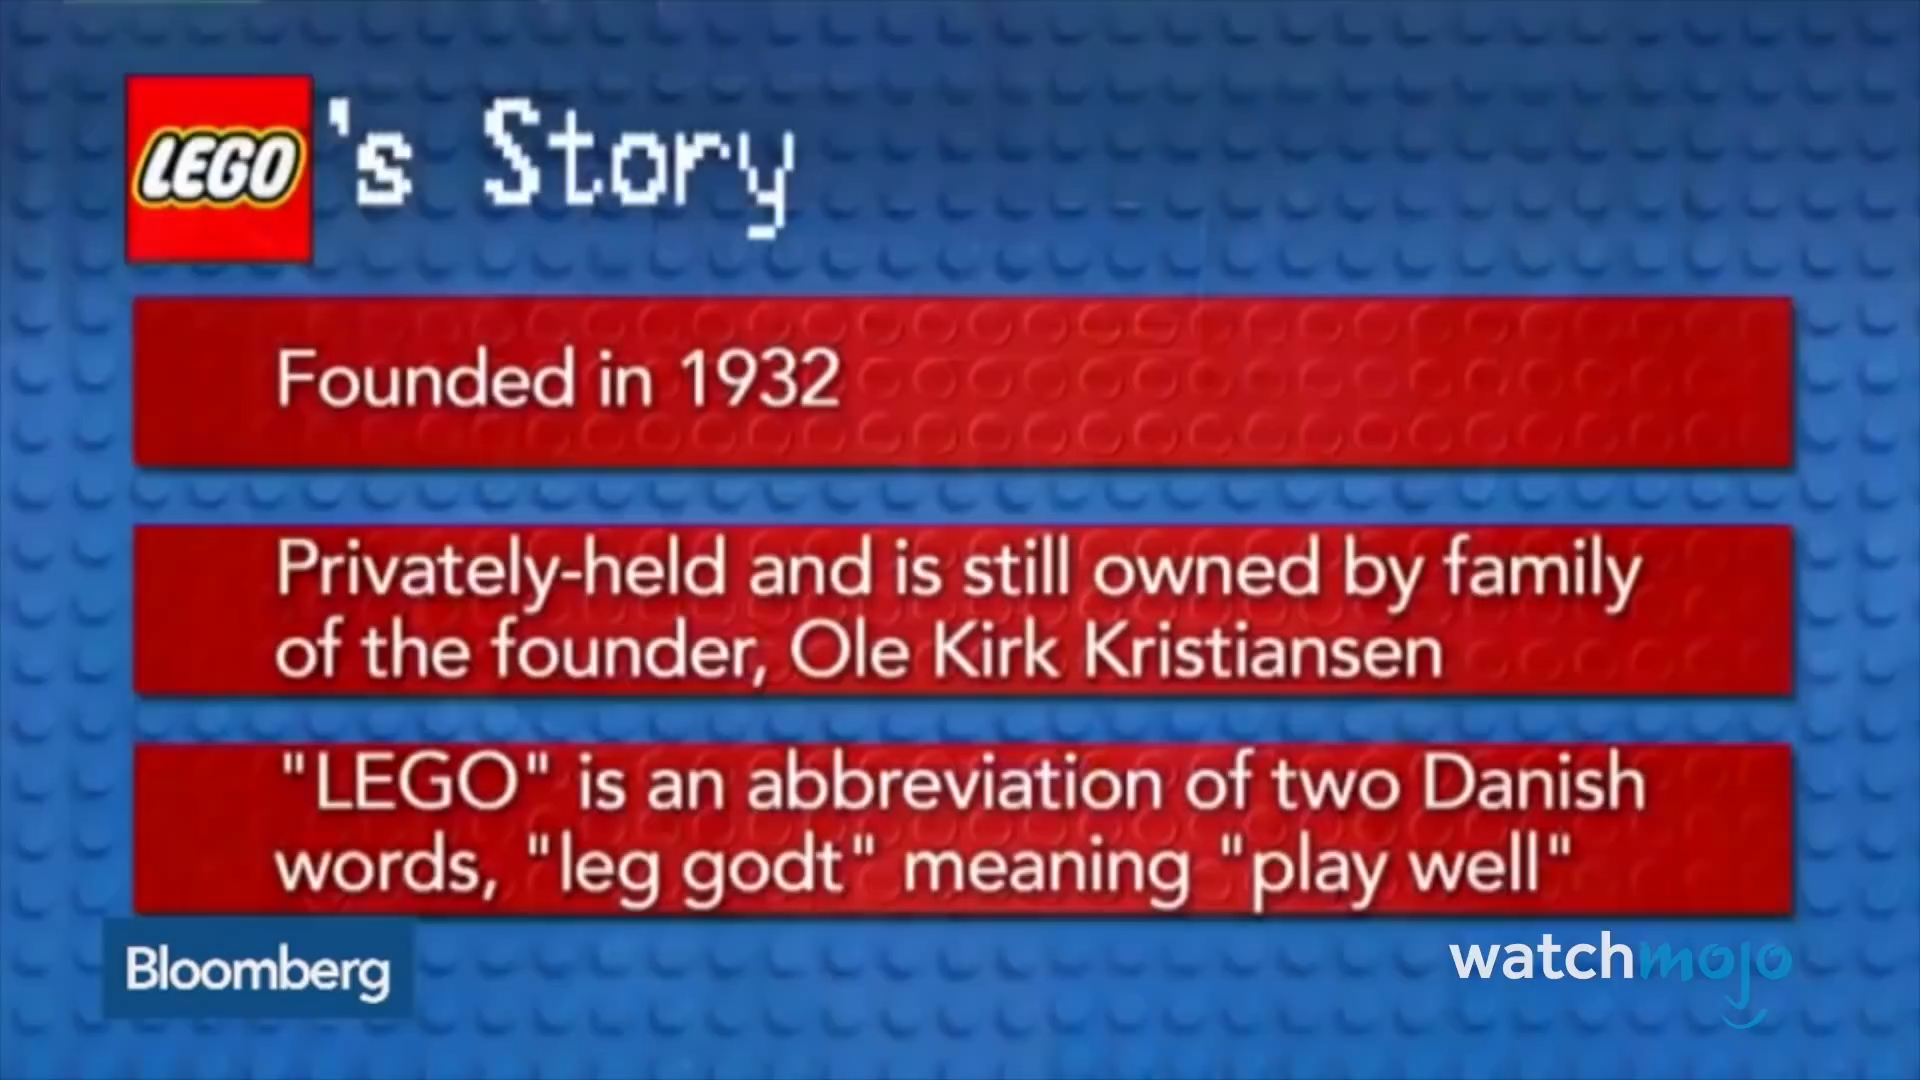 LEGO's Story
Founded in 1932
Privately-held and is still owned by family
of the founder, Ole Kirk Kristiansen
"LEGO" is an abbreviation of two Danish
words, "leg godt" meaning "play well"
Bloomberg
watchmojo